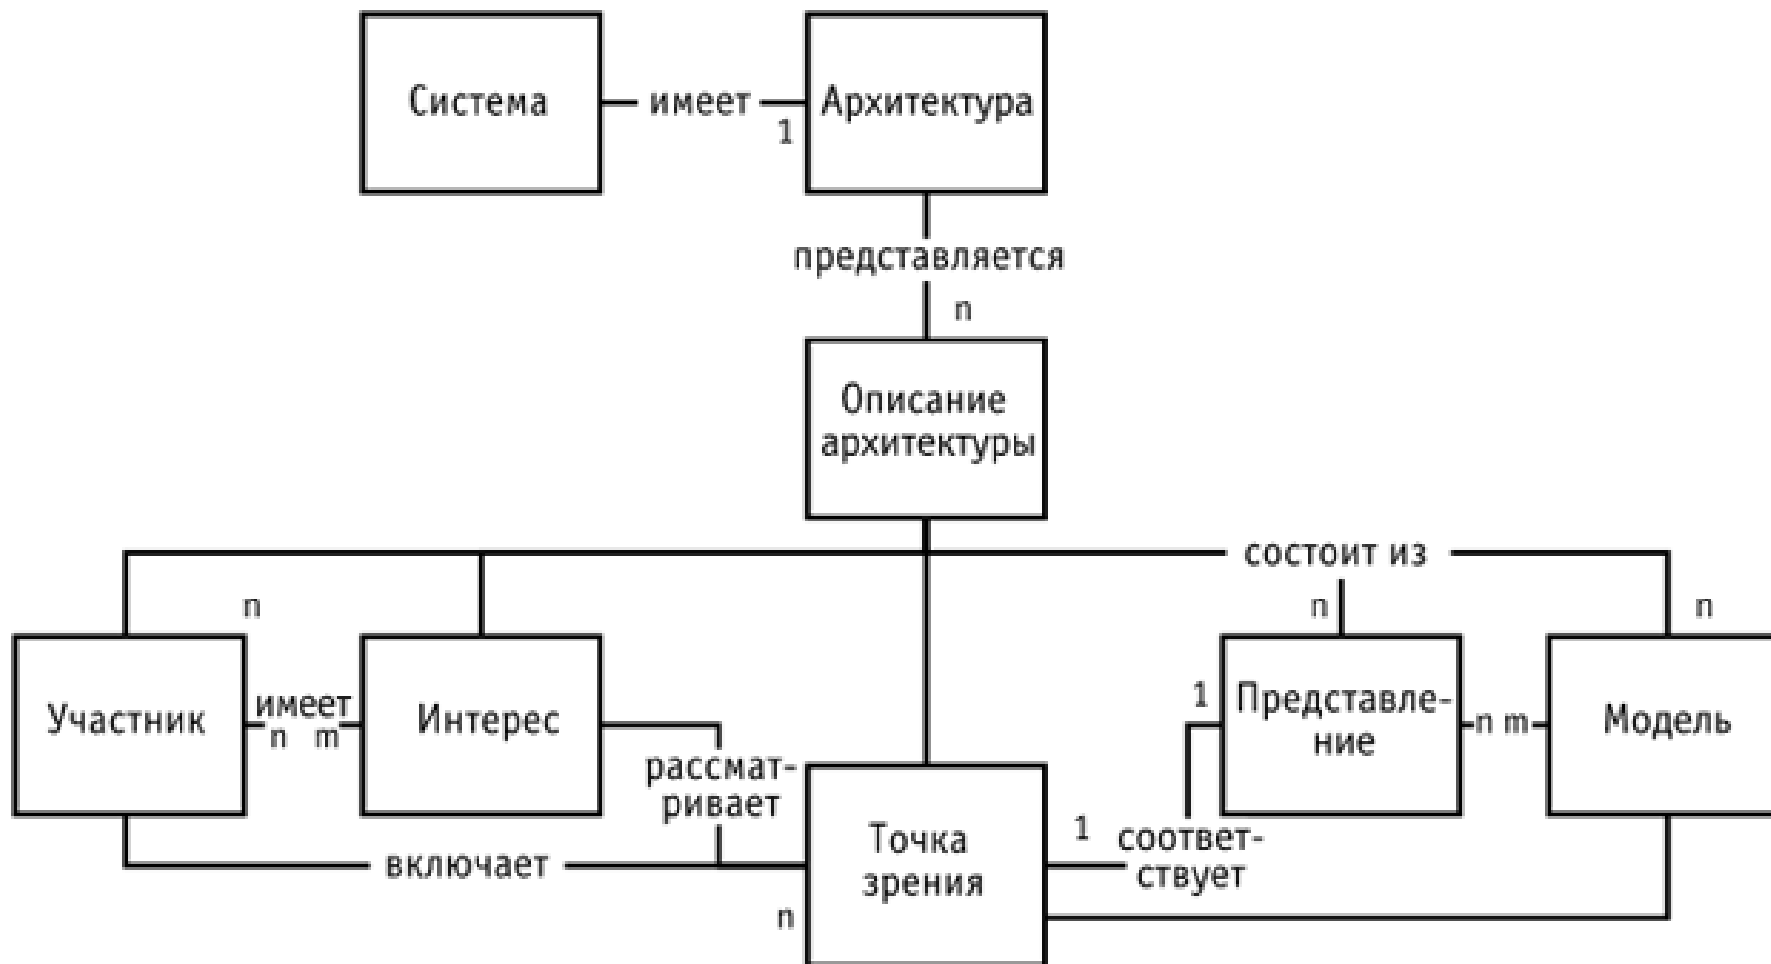 Система
имеет
Архитектура
1
представляется
n
Описание
архитектуры
состоит из
n
n
n
Участник
имеет
n m
Интерес
1
Представле-
ние
n m
Модель
рассмат-
ривает
включает
n
Точка
зрения
1
соответ-
ствует